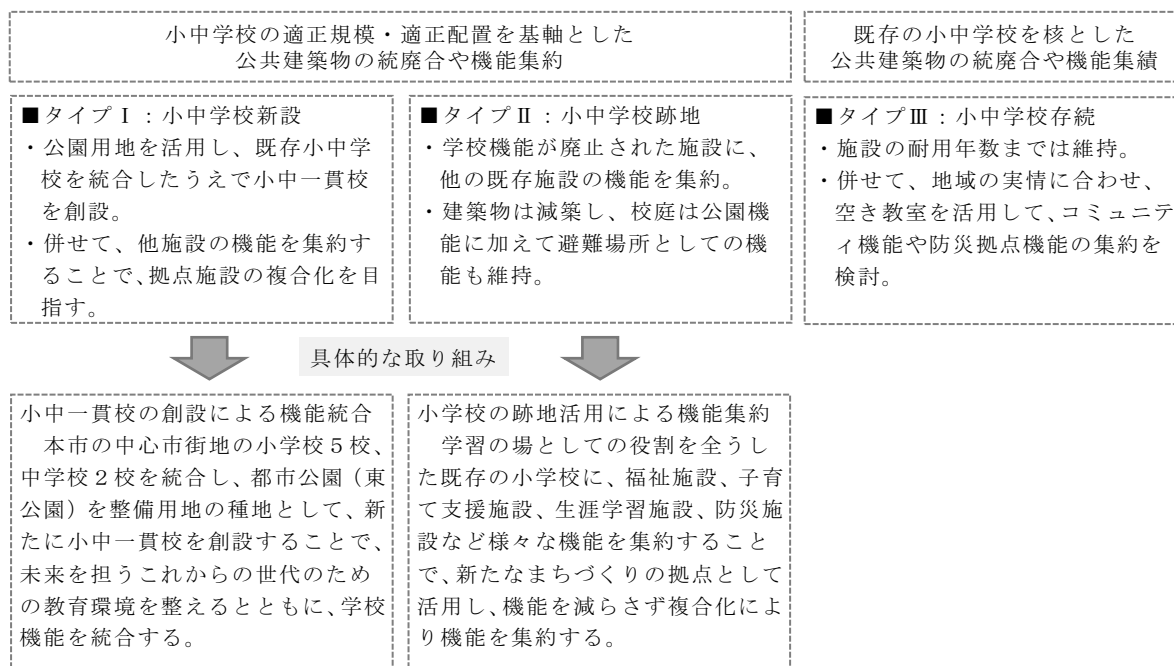 小中学校の適正規模・適正配置を基軸とした
公共建築物の統廃合や機能集約
既存の小中学校を核とした
公共建築物の統廃合や機能集績
■タイプⅠ:小中学校新設
・公園用地を活用し、既存小中学
校を統合したうえで小中一貫校
を創設。
・併せて、他施設の機能を集約す
ることで、拠点施設の複合化を目
指す。
■タイプⅡ:小中学校跡地
・学校機能が廃止された施設に、
他の既存施設の機能を集約。
・建築物は減築し、校庭は公園機
能に加えて避難場所としての機
能も維持。
■タイプⅢ:小中学校存続
・施設の耐用年数までは維持。
・併せて、地域の実情に合わせ、
空き教室を活用して、コミュニテ
ィ機能や防災拠点機能の集約を
検討。
具体的な取り組み
小中一貫校の創設による機能統合
本市の中心市街地の小学校5校、
中学校2校を統合し、都市公園(東
公園)を整備用地の種地として、新
たに小中一貫校を創設することで、
未来を担うこれからの世代のため
の教育環境を整えるとともに、学校
機能を統合する。
小学校の跡地活用による機能集約
学習の場としての役割を全うし
た既存の小学校に、福祉施設、子育
て支援施設、生涯学習施設、防災施
設など様々な機能を集約すること
で、新たなまちづくりの拠点として
活用し、機能を減らさず複合化によ
り機能を集約する。